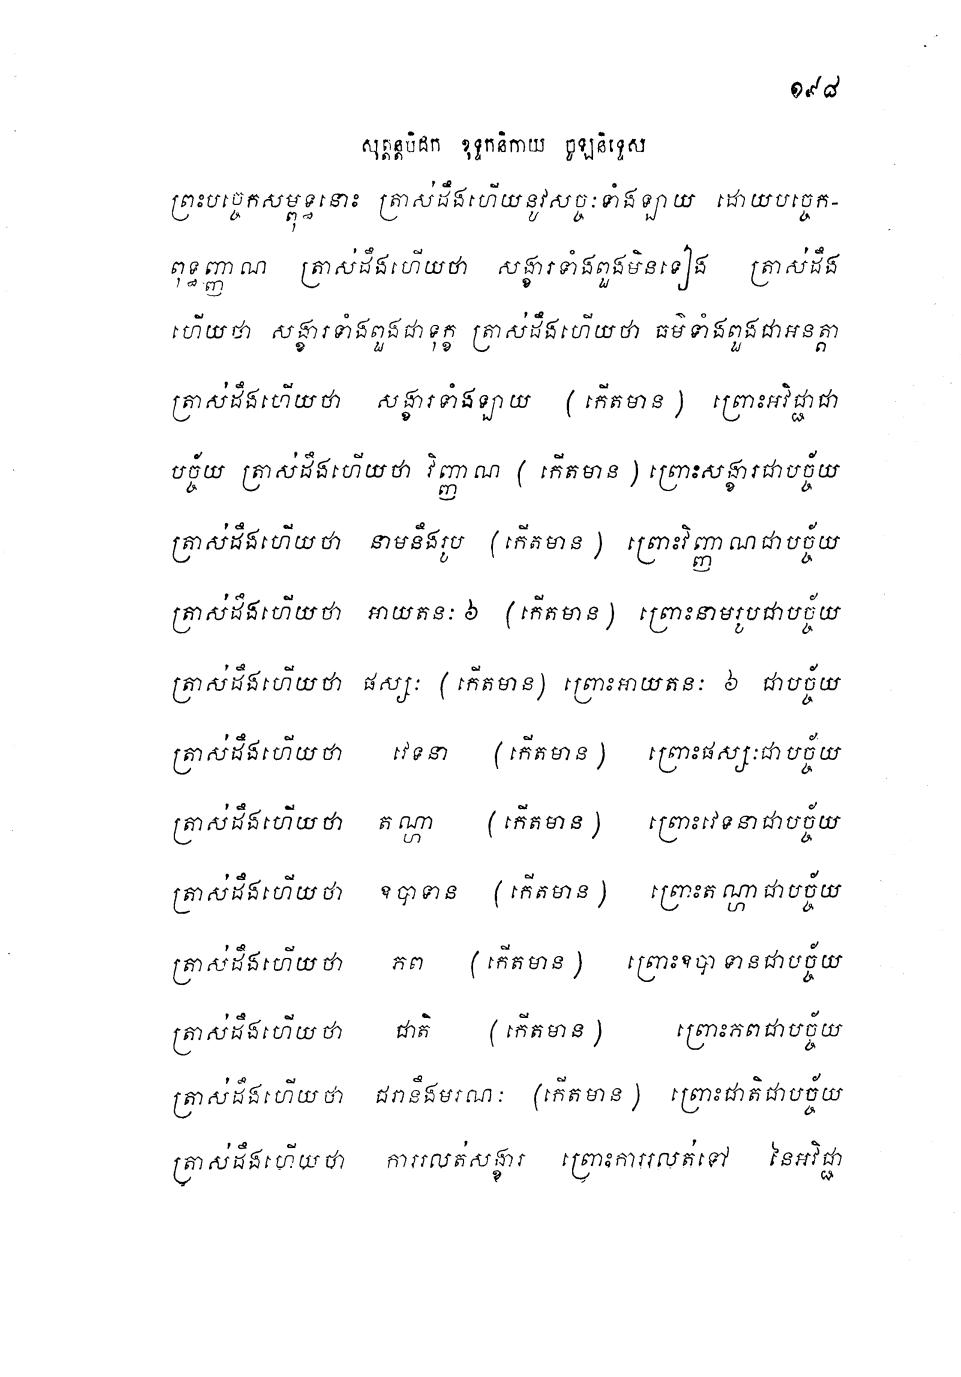 ១៩៨
សុត្តន្តបិដក ខុទ្ទកនិកាយ ចូឡនិទ្ទេស
ព្រះបច្ចេកសម្ពុទ្ធនោះ ត្រាស់ដឹងហើយនូវសច្ចៈទាំងឡាយ ដោយបច្ចេក-
ពុទ្ធញ្ញាណ ត្រាស់ដឹងហើយថា សង្ខារទាំងពួងមិនទៀង ត្រាស់ដឹង
ហើយថា សង្ខារទាំងពួងជាទុក្ខ ត្រាស់ដឹងហើយថា ធម៌ទាំងពួងជាអនត្តា
ត្រាស់ដឹងហើយថា សង្ខារទាំងឡាយ (កើតមាន) ព្រោះអវិជ្ជាជា
បច្ច័យ ត្រាស់ដឹងហើយថា វិញ្ញាណ (កើតមាន) ព្រោះសង្ខារជាបច្ច័យ
ត្រាស់ដឹងហើយថា នាមនឹងរូប (កើតមាន) ព្រោះវិញ្ញាណជាបច្ច័យ
ត្រាស់ដឹងហើយថា អាយតនៈ ៦ (កើតមាន) ព្រោះនាមរូបជាបច្ច័យ
ត្រាស់ដឹងហើយថា ផស្សៈ (កើតមាន) ព្រោះអាយតនៈ ៦ ជាបច្ច័យ
ត្រាស់ដឹងហើយថា វេទនា (កើតមាន) ព្រោះផស្សៈជាបច្ច័យ
ត្រាស់ដឹងហើយថា តណ្ហា (កើតមាន) ព្រោះវេទនាជាបច្ច័យ
ត្រាស់ដឹងហើយថា ឧបាទាន (កើតមាន) ព្រោះតណ្ហាជាបច្ច័យ
ត្រាស់ដឹងហើយថា ភព (កើតមាន) ព្រោះឧបាទានជាបច្ច័យ
ត្រាស់ដឹងហើយថា ជាតិ (កើតមាន) ព្រោះភពជាបច្ច័យ
ត្រាស់ដឹងហើយថា ជរានឹងមរណៈ (កើតមាន) ព្រោះជាតិជាបច្ច័យ
ត្រាស់ដឹងហើយថា ការរលត់សង្ខារ ព្រោះការរលត់ទៅ នៃអវិជ្ជា